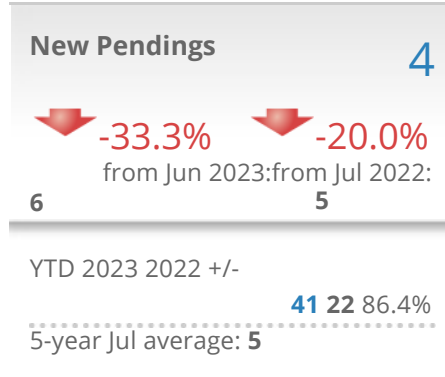 New Pendings 4
-33.3% -20.0%
from Jun 2023:from Jul 2022:
6 5
YTD 2023 2022 +/-
41 22 86.4%
5-year Jul average: 5